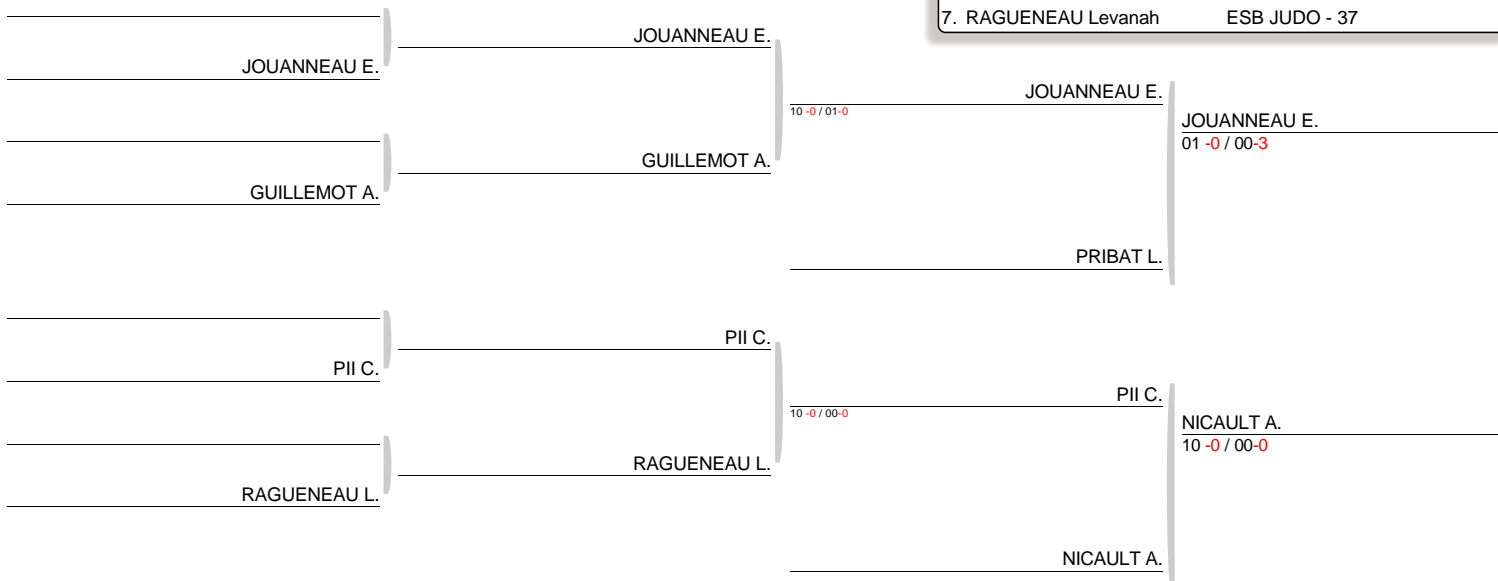 7. RAGUENEAU Levanah ESB JUDO - 37
JOUANNEAU E.
JOUANNEAU E.
JOUANNEAU E.
10 -0 / 01-0
JOUANNEAU E.
01 -0 / 00-3
GUILLEMOT A.
GUILLEMOT A.
PRIBAT L.
PII C.
PII C.
PII C.
10 -0 / 00-0
NICAULT A.
10 -0 / 00-0
RAGUENEAU L.
RAGUENEAU L.
NICAULT A.